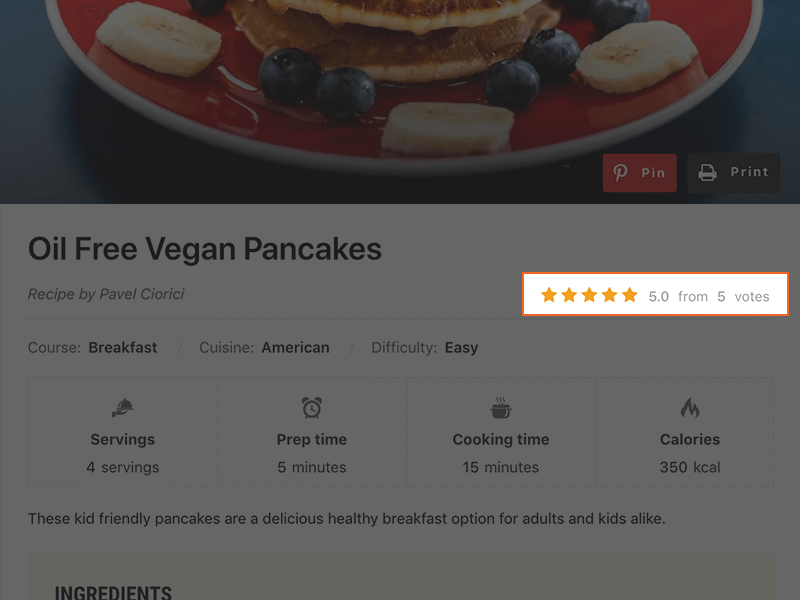 Pin
Print
Oil Free Vegan Pancakes
Recipe by Pavel Ciorici
5.0 from 5 votes
Course: Breakfast / Cuisine: American / Difficulty: Easy
Servings Prep time Cooking time Calories
4 servings 5 minutes 15 minutes 350 kcal
These kid friendly pancakes are a delicious healthy breakfast option for adults and kids alike.
INGREDIENTS